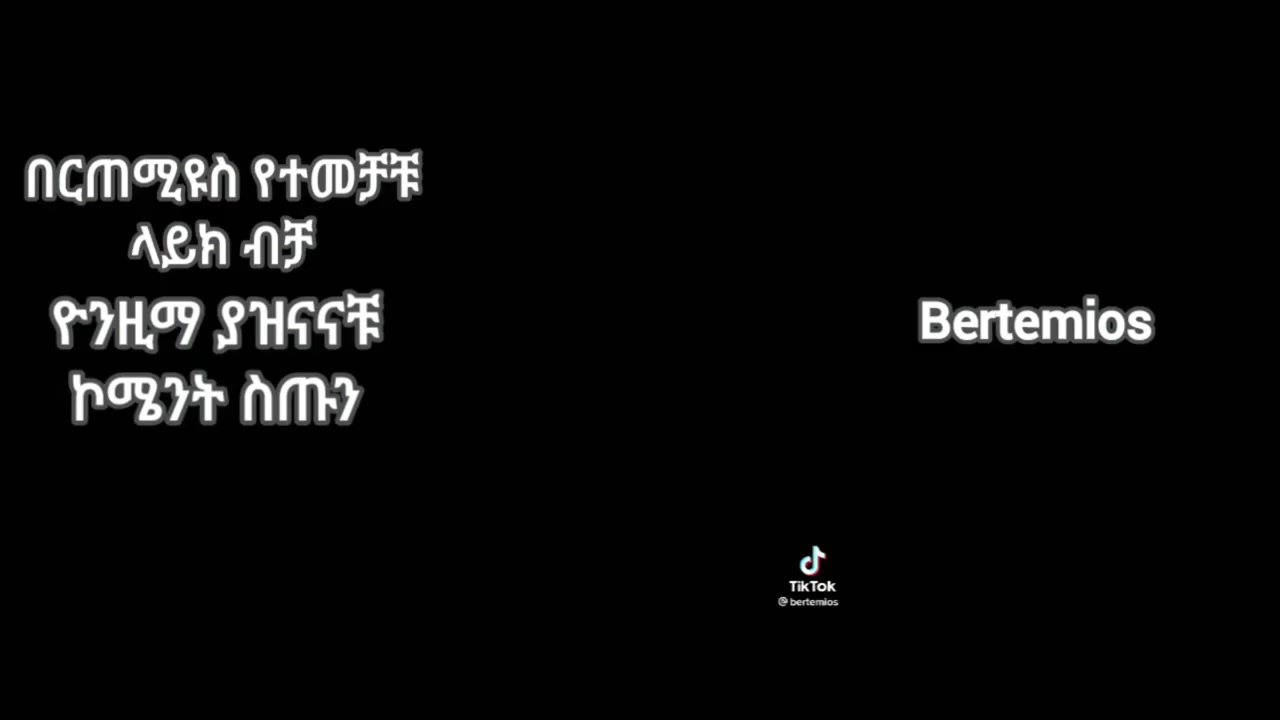 በርጠሚዩስ የተመቻቹ
ላይክ ብቻ
ዮንዚማ ያዝናናቹ
ኮሜንት ስጡን
Bertemios
TikTok
@bertemios